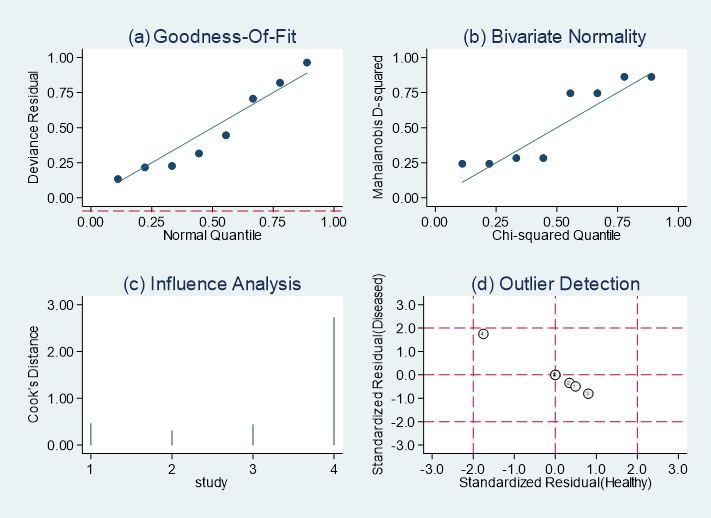 (a) Goodness-Of-Fit
Deviance Residual
1.00
0.75
0.50
0.25
0.00
0.00 0.25 0.50 0.75 1.00
Normal Quantile
(b) Bivariate Normality
Mahalanobis D-squared
1.00
0.75
0.50
0.25
0.00
0.00 0.25 0.50 0.75 1.00
Chi-squared Quantile
(c) Influence Analysis
Cook's Distance
3.00
2.00
1.00
0.00
1 2 3 4
study
(d) Outlier Detection
Standardized Residual(Diseased)
3.0
2.0
1.0
0.0
-1.0
-2.0
-3.0
-3.0 -2.0 -1.0 0.0 1.0 2.0 3.0
Standardized Residual(Healthy)